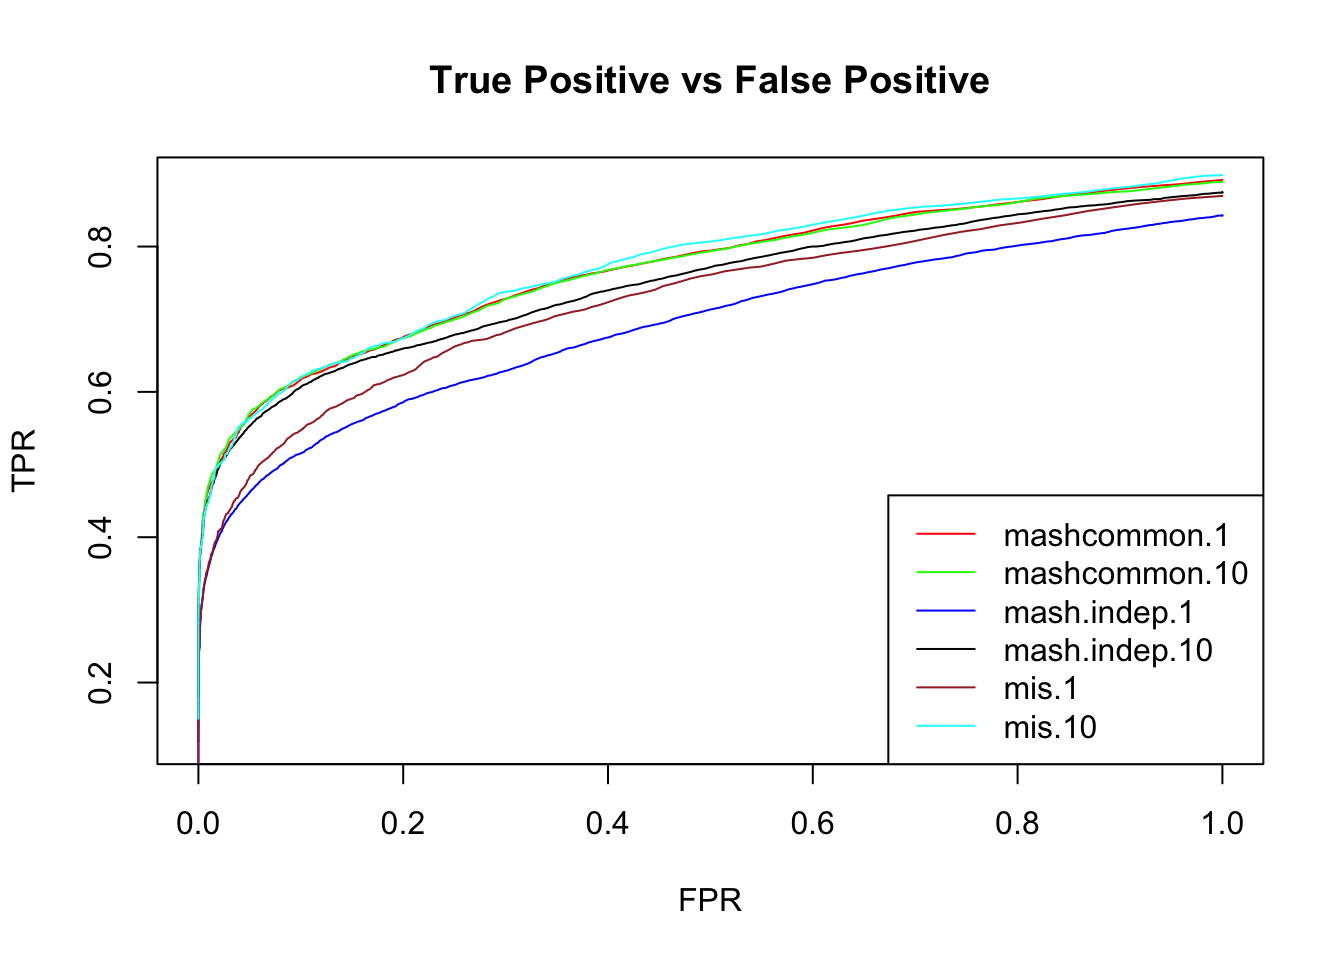 True Positive vs False Positive
TPR
0.8
0.6
0.4
0.2
mashcommon.1
mashcommon.10
mash.indep.1
mash.indep.10
mis.1
mis.10
0.0 0.2 0.4 0.6 0.8 1.0
FPR